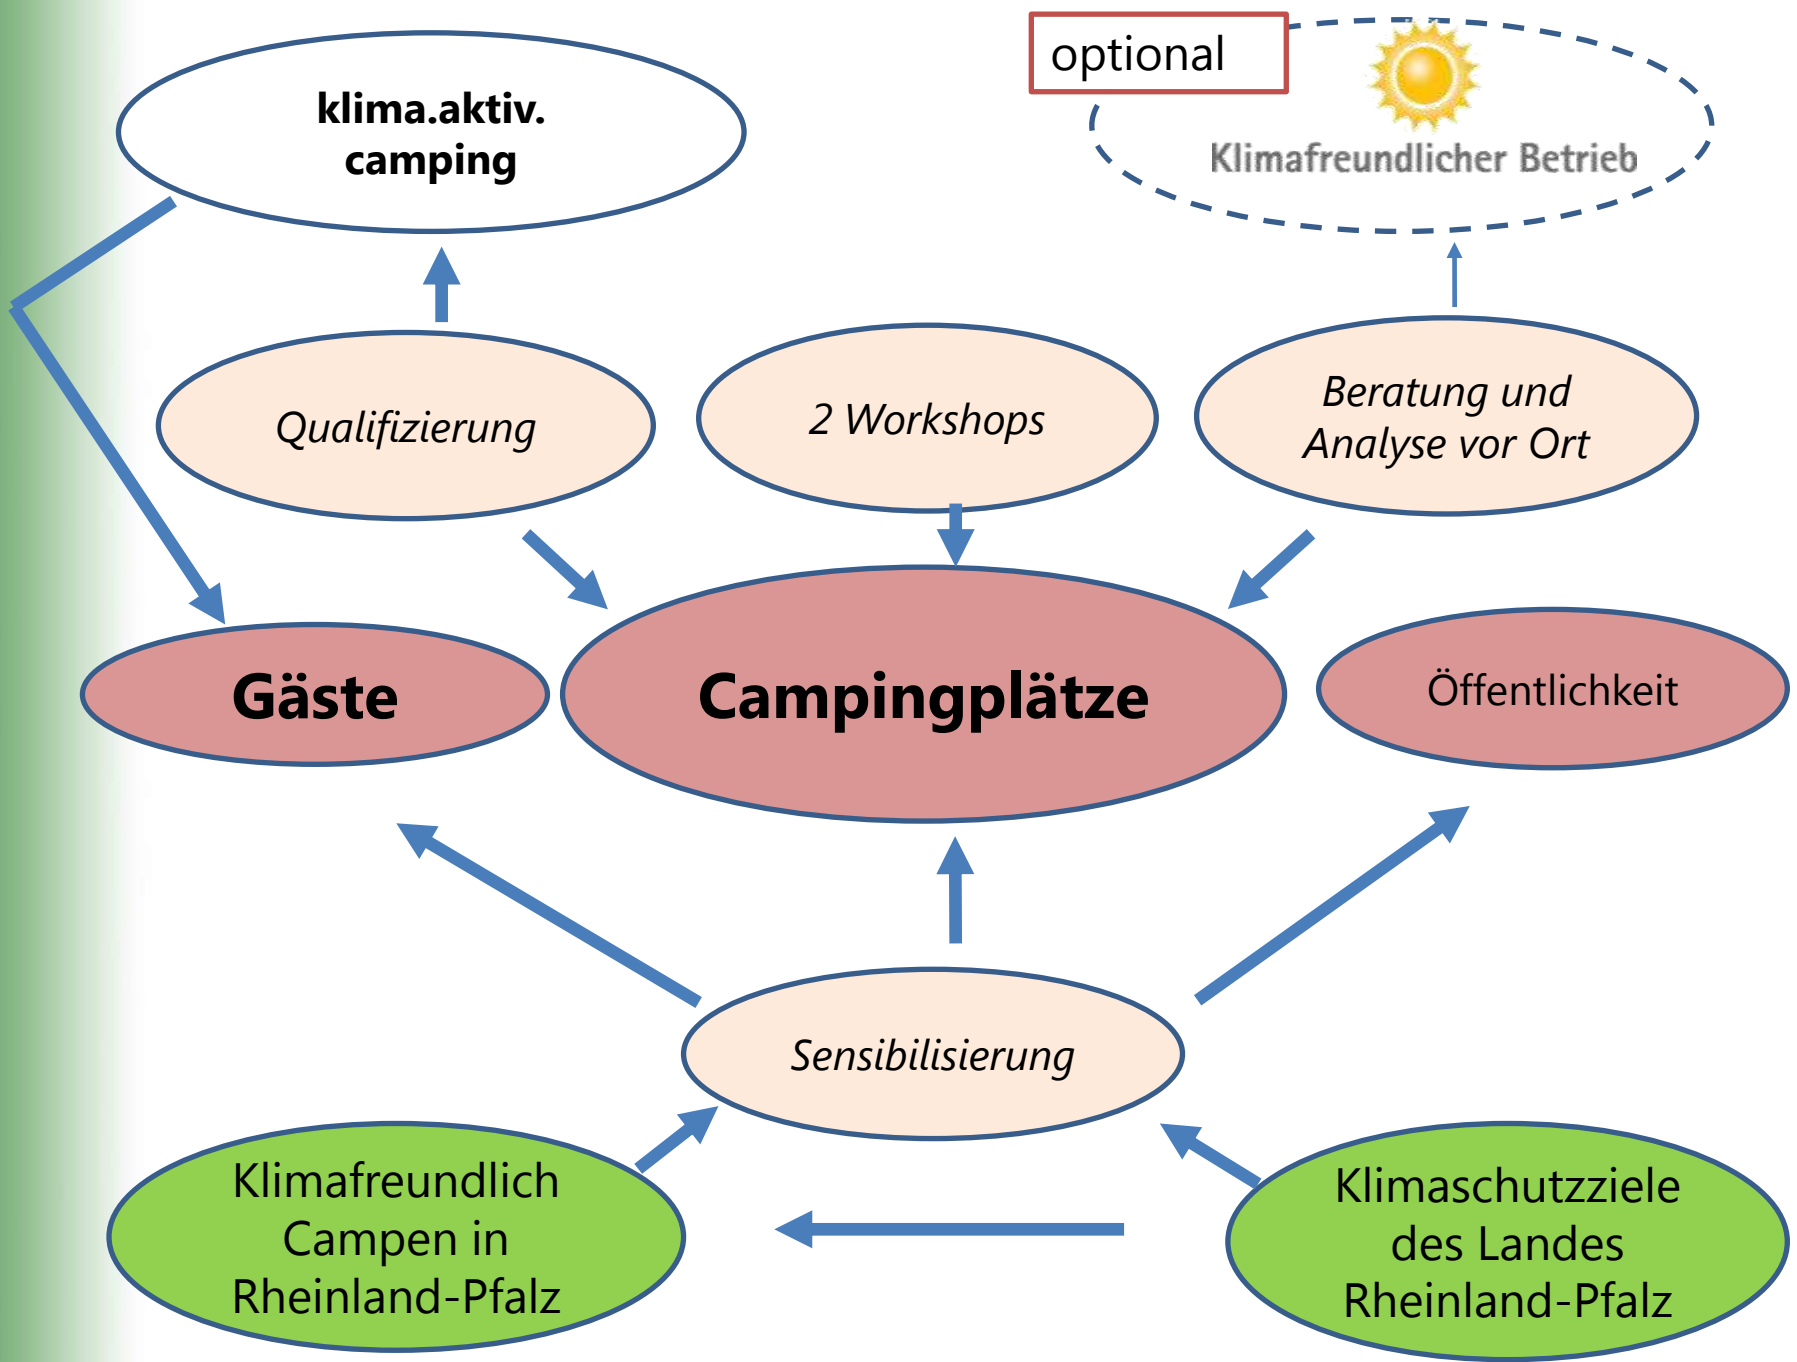 optional
klima.aktiv.
camping
Klimafreundlicher Betrieb
Qualifizierung
2 Workshops
Beratung und
Analyse vor Ort
Gäste
Campingplätze
Öffentlichkeit
Sensibilisierung
Klimafreundlich
Campen in
Rheinland-Pfalz
Klimaschutzziele
des Landes
Rheinland-Pfalz